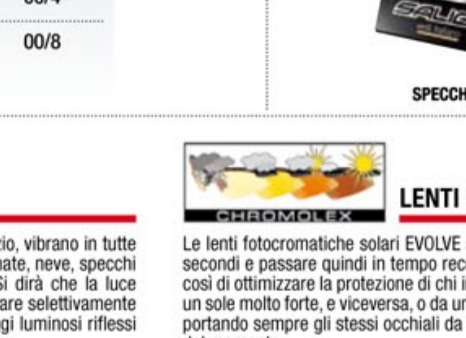 00/8
SALIC
SPECCH
CHROMOLEX
LENTI
zio, vibrano in tutte
nate, neve, specchi
Si dirà che la luce
are selettivamente
gi luminosi riflessi
Le lenti fotocromatiche solari EVOLVE
secondi e passare quindi in tempo rec
così di ottimizzare la protezione di chi i
un sole molto forte, e viceversa, o da un
portando sempre gli stessi occhiali da